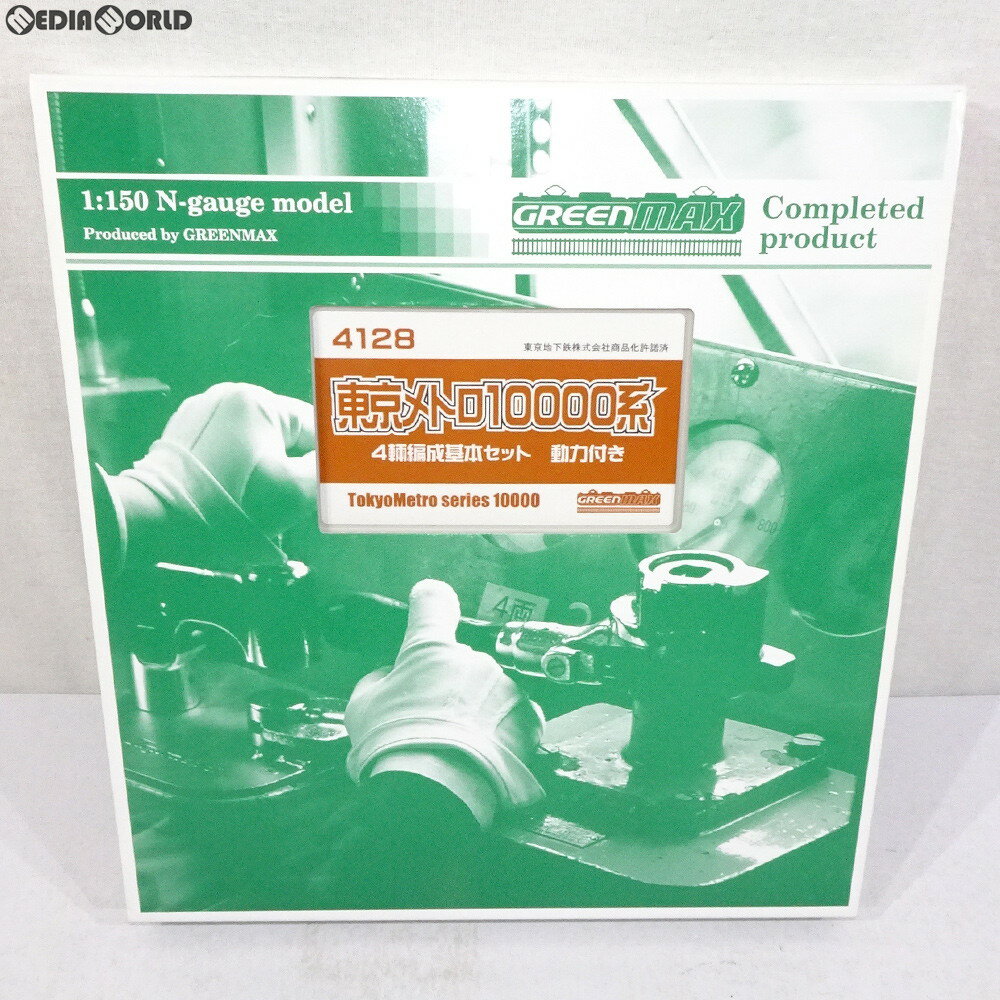 MEDIAWORLD
1:150 N-gauge model
Produced by GREENMAX
GREENMAX
Completed
product
4128
東京地下鉄株式会社商品化許諾済
東京メトロ10000系
4輛編成基本セット 動力付き
TokyoMetro series 10000
GREENMAX
4両